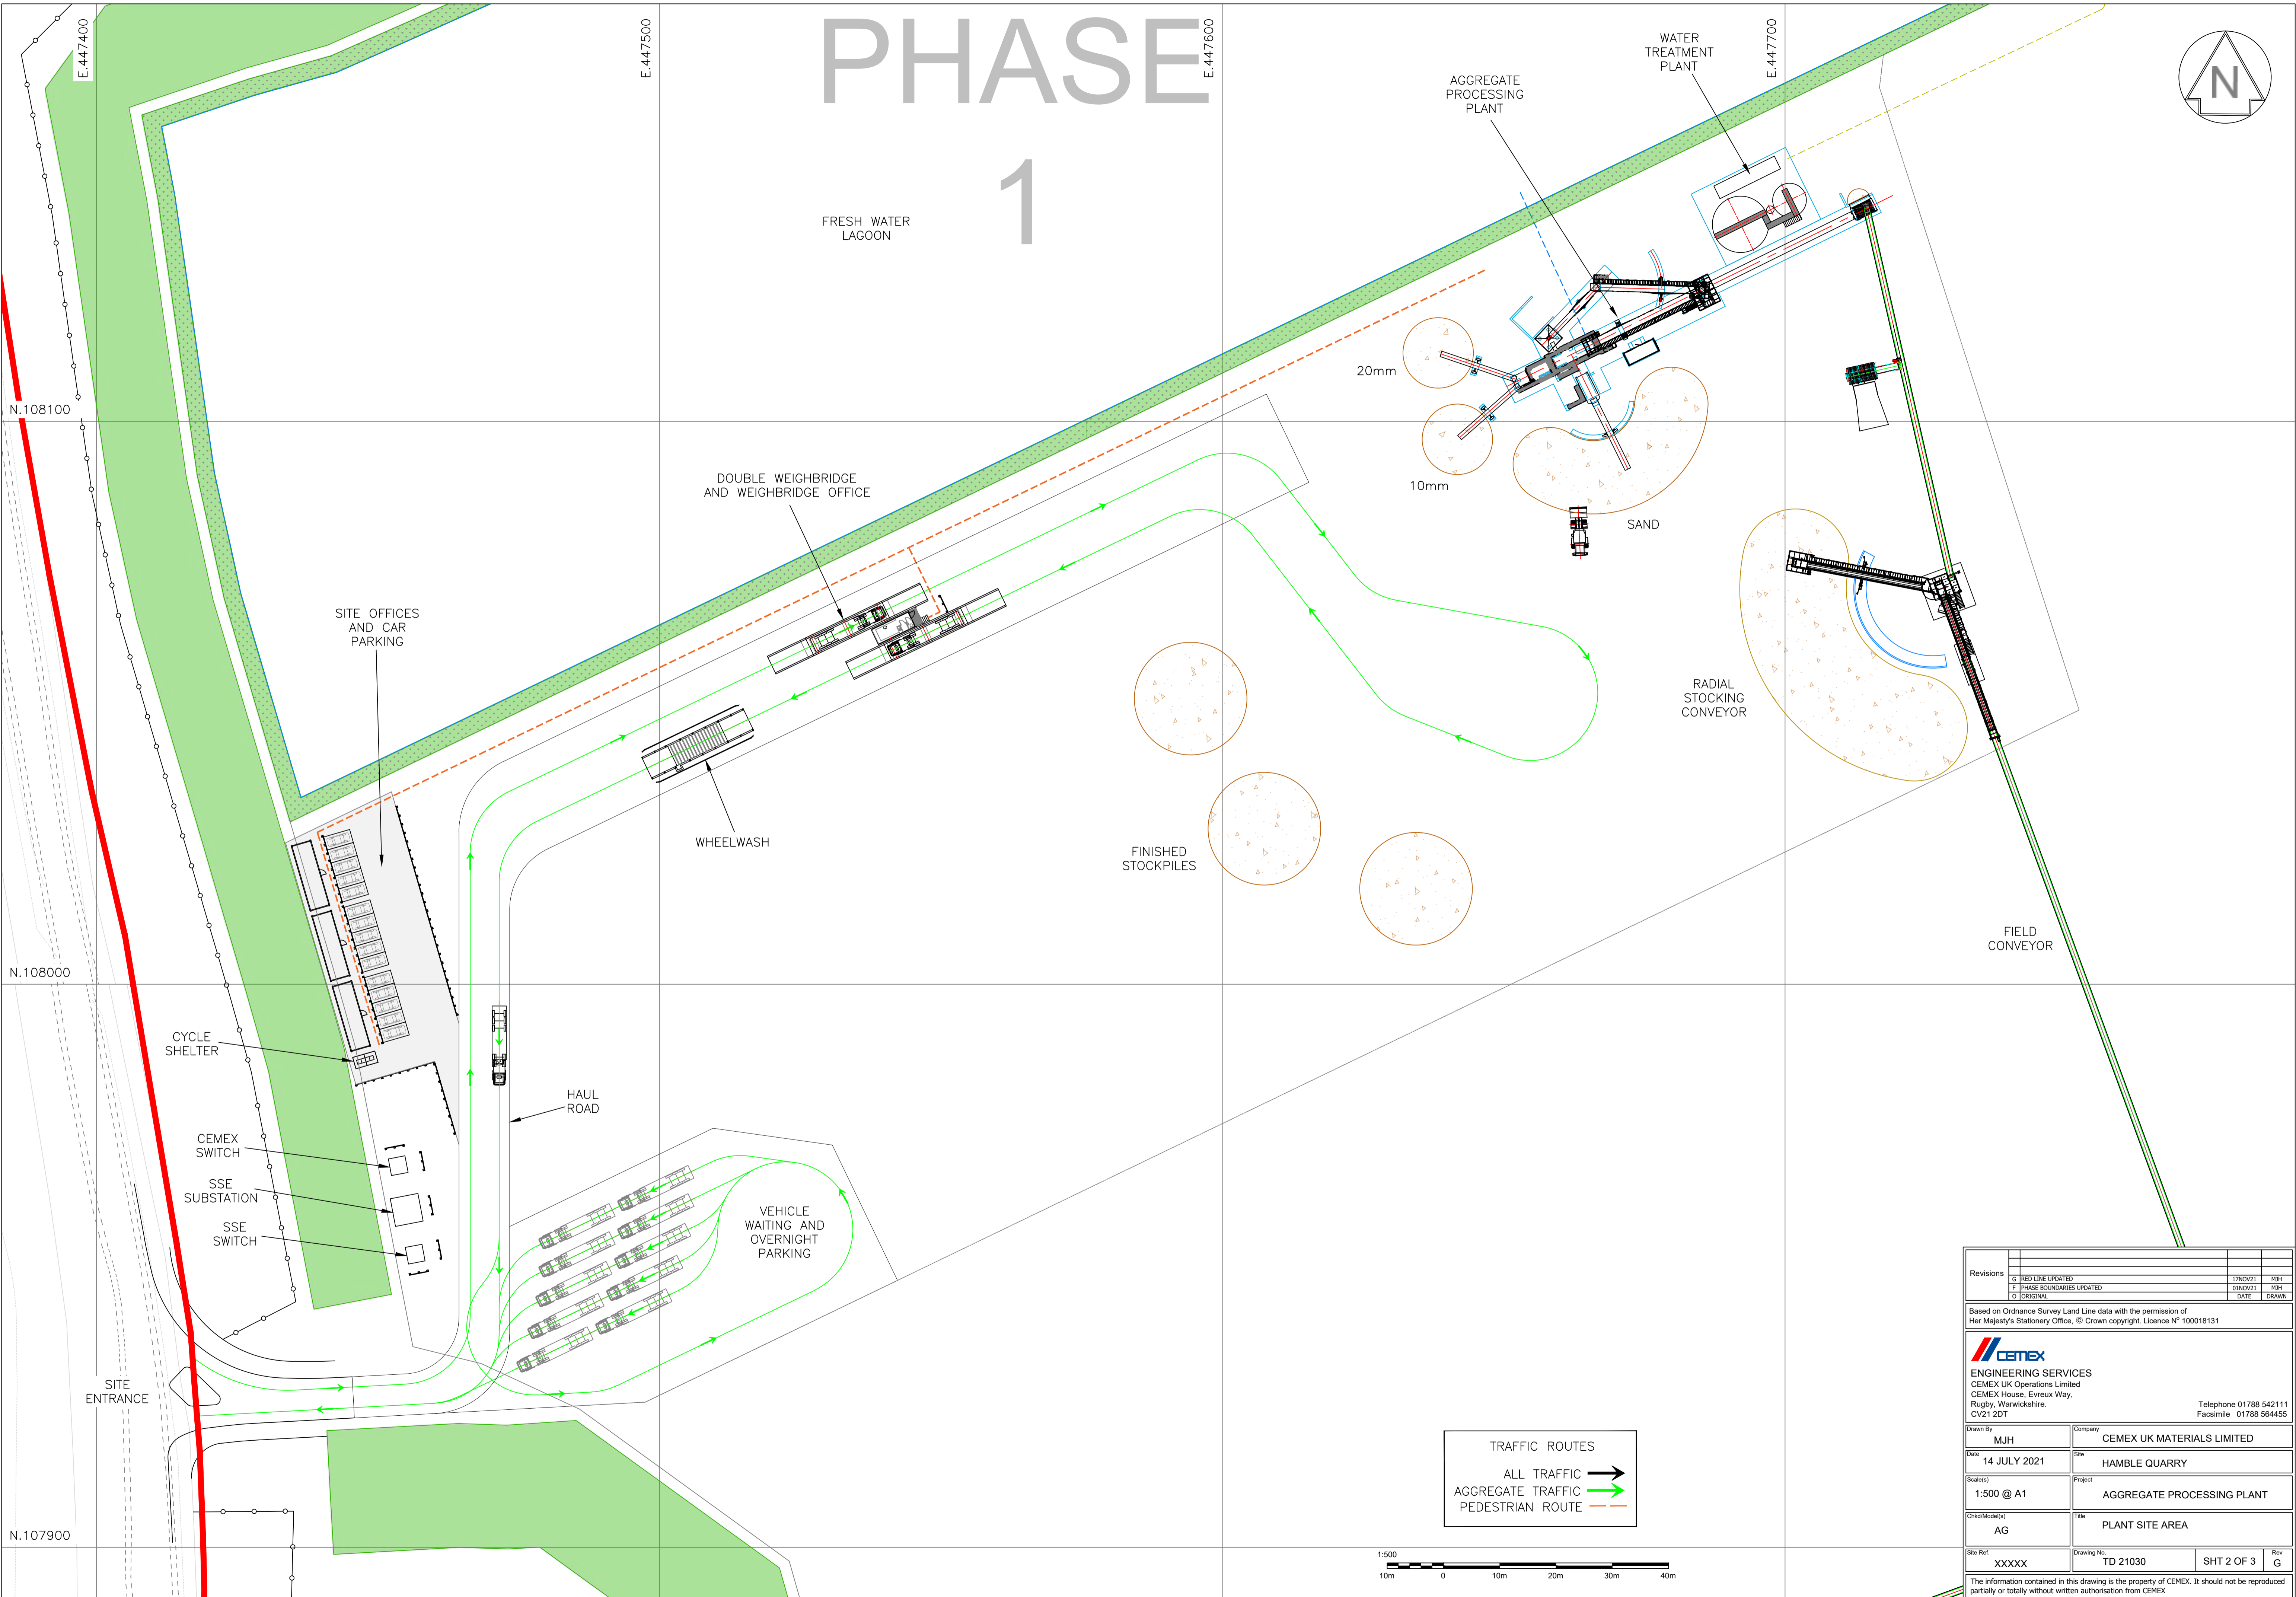 PHASE
1
E.447400
E.447500
E.447600
E.447700
N
WATER
TREATMENT
PLANT
AGGREGATE
PROCESSING
PLANT
FRESH WATER
LAGOON
N.108100
20mm
10mm
SAND
DOUBLE WEIGHBRIDGE
AND WEIGHBRIDGE OFFICE
SITE OFFICES
AND CAR
PARKING
RADIAL
STOCKING
CONVEYOR
WHEELWASH
FINISHED
STOCKPILES
FIELD
CONVEYOR
N.108000
CYCLE
SHELTER
HAUL
ROAD
CEMEX
SWITCH
SSE
SUBSTATION
SSE
SWITCH
VEHICLE
WAITING AND
OVERNIGHT
PARKING
SITE
ENTRANCE
N.107900
TRAFFIC ROUTES
ALL TRAFFIC
AGGREGATE TRAFFIC
PEDESTRIAN ROUTE
1:500
10m 0 10m 20m 30m 40m
Revisions
G RED LINE UPDATED 17NOV21 MJH
F PHASE BOUNDARIES UPDATED 01NOV21 MJH
O ORIGINAL DATE DRAWN
Based on Ordnance Survey Land Line data with the permission of
Her Majesty's Stationery Office, © Crown copyright. Licence Nº 100018131
CEMEX
ENGINEERING SERVICES
CEMEX UK Operations Limited
CEMEX House, Evreux Way,
Rugby, Warwickshire. Telephone 01788 542111
CV21 2DT Facsimile 01788 564455
Drawn By MJH
Company CEMEX UK MATERIALS LIMITED
Date 14 JULY 2021
Site HAMBLE QUARRY
Scale(s) 1:500 @ A1
Project AGGREGATE PROCESSING PLANT
Chkd/Model(s) AG
Title PLANT SITE AREA
Site Ref. XXXXX
Drawing No. TD 21030
SHT 2 OF 3
Rev G
The information contained in this drawing is the property of CEMEX. It should not be reproduced
partially or totally without written authorisation from CEMEX